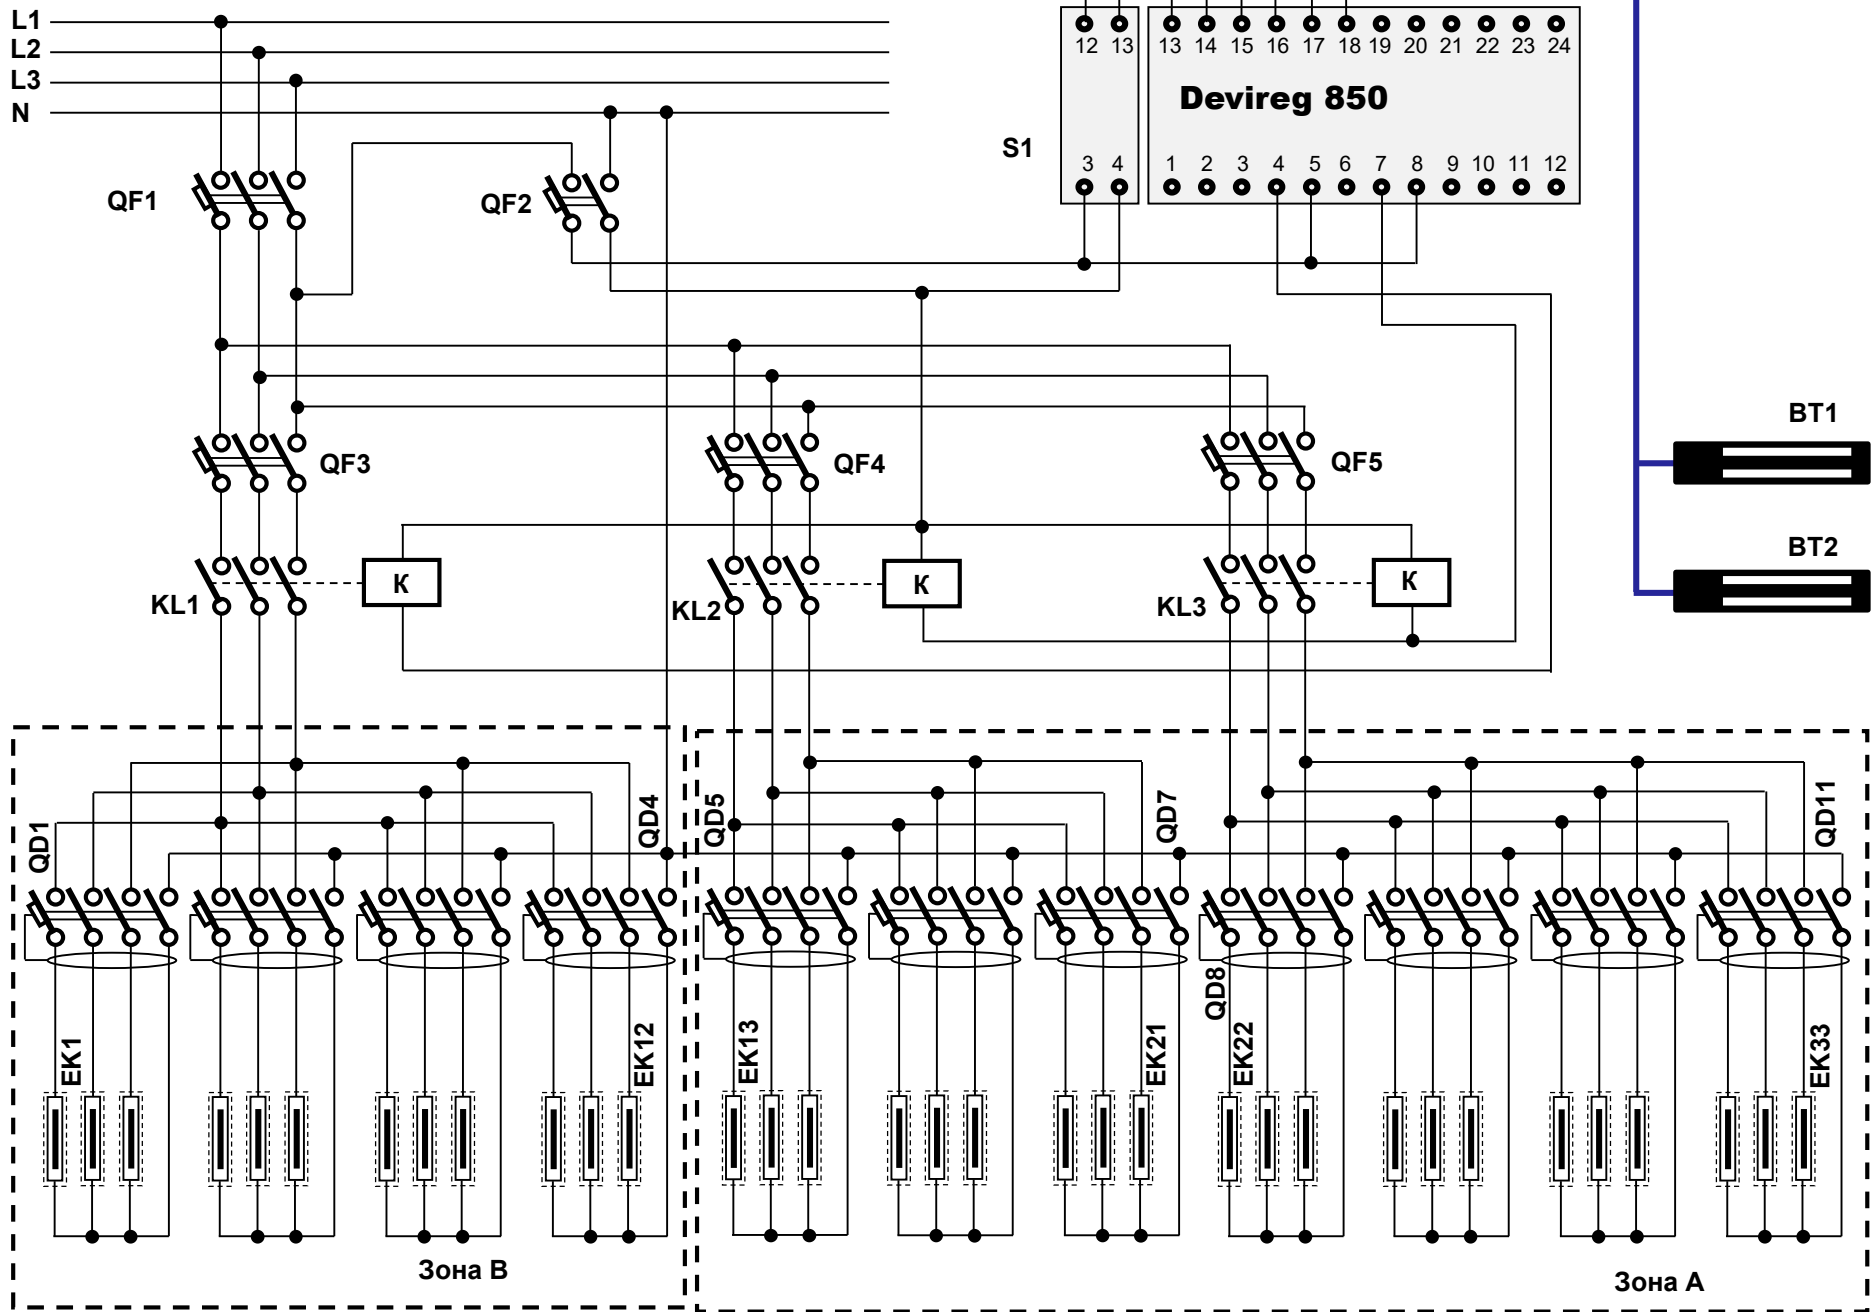 L1
L2
L3
N
12 13 13 14 15 16 17 18 19 20 21 22 23 24
Devireg 850
S1
3 4 1 2 3 4 5 6 7 8 9 10 11 12
QF1
QF2
BT1
QF3
QF4
QF5
BT2
KL1
K
KL2
K
KL3
K
QD1
QD4
QD5
QD7
QD11
QD8
EK1
EK12
EK13
EK21
EK22
EK33
Зона В
Зона А